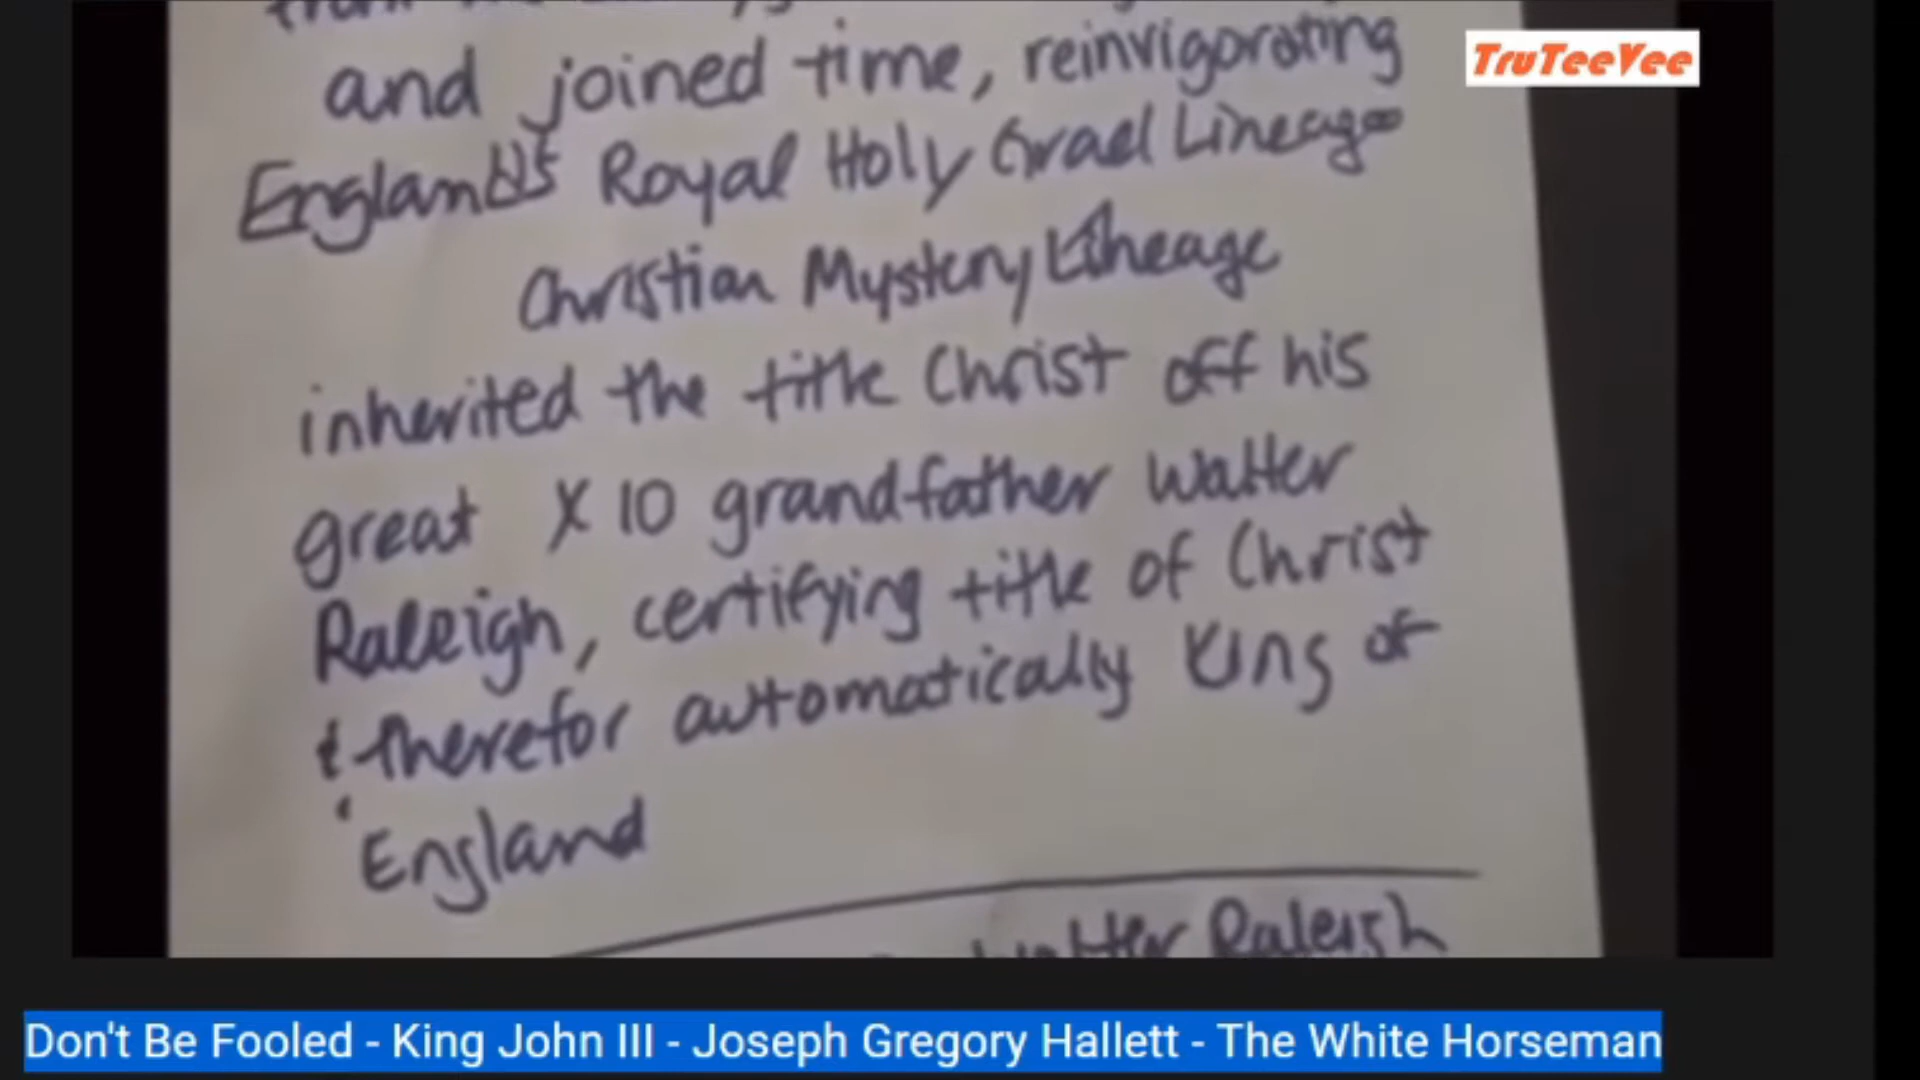 TruTeeVee
and joined time, reinvigorating
England's Royal Holy Grael Lineage
Christian Mystery Lineage
inherited the title Christ off his
great X 10 grandfather Walter
Raleigh, certifying title of Christ
& therefor automatically King of
England
Walter Raleigh
Don't Be Fooled - King John III - Joseph Gregory Hallett - The White Horseman